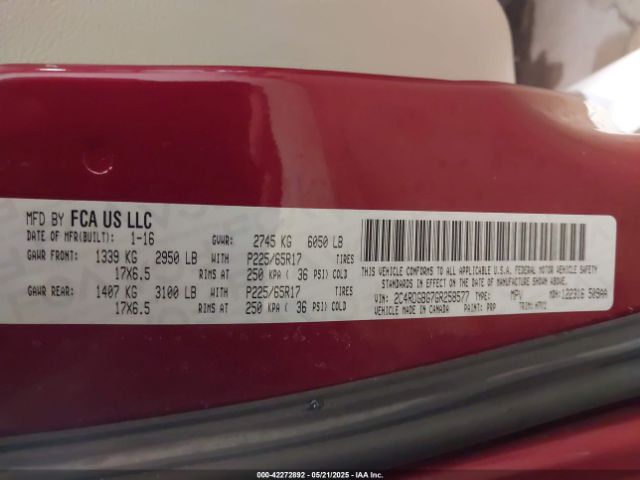 MFD BY FCA US LLC
DATE OF MFR(BUILT): 1-16 GVWR: 2745 KG 6050 LB
GAWR FRONT: 1339 KG 2950 LB WITH P225/65R17 TIRES
17X6.5 RIMS AT 250 KPA ( 36 PSI) COLD
GAWR REAR: 1407 KG 3100 LB WITH P225/65R17 TIRES
17X6.5 RIMS AT 250 KPA ( 36 PSI) COLD
THIS VEHICLE CONFORMS TO ALL APPLICABLE U.S.A. FEDERAL MOTOR VEHICLE SAFETY
STANDARDS IN EFFECT ON THE DATE OF MANUFACTURE SHOWN ABOVE.
VIN: 2C4RDGBG7GR258577 TYPE: MPV MDH: 122316 509AA
VEHICLE MADE IN CANADA PAINT: PRP TRIM:
000-42272892 - 05/21/2025 - IAA Inc.